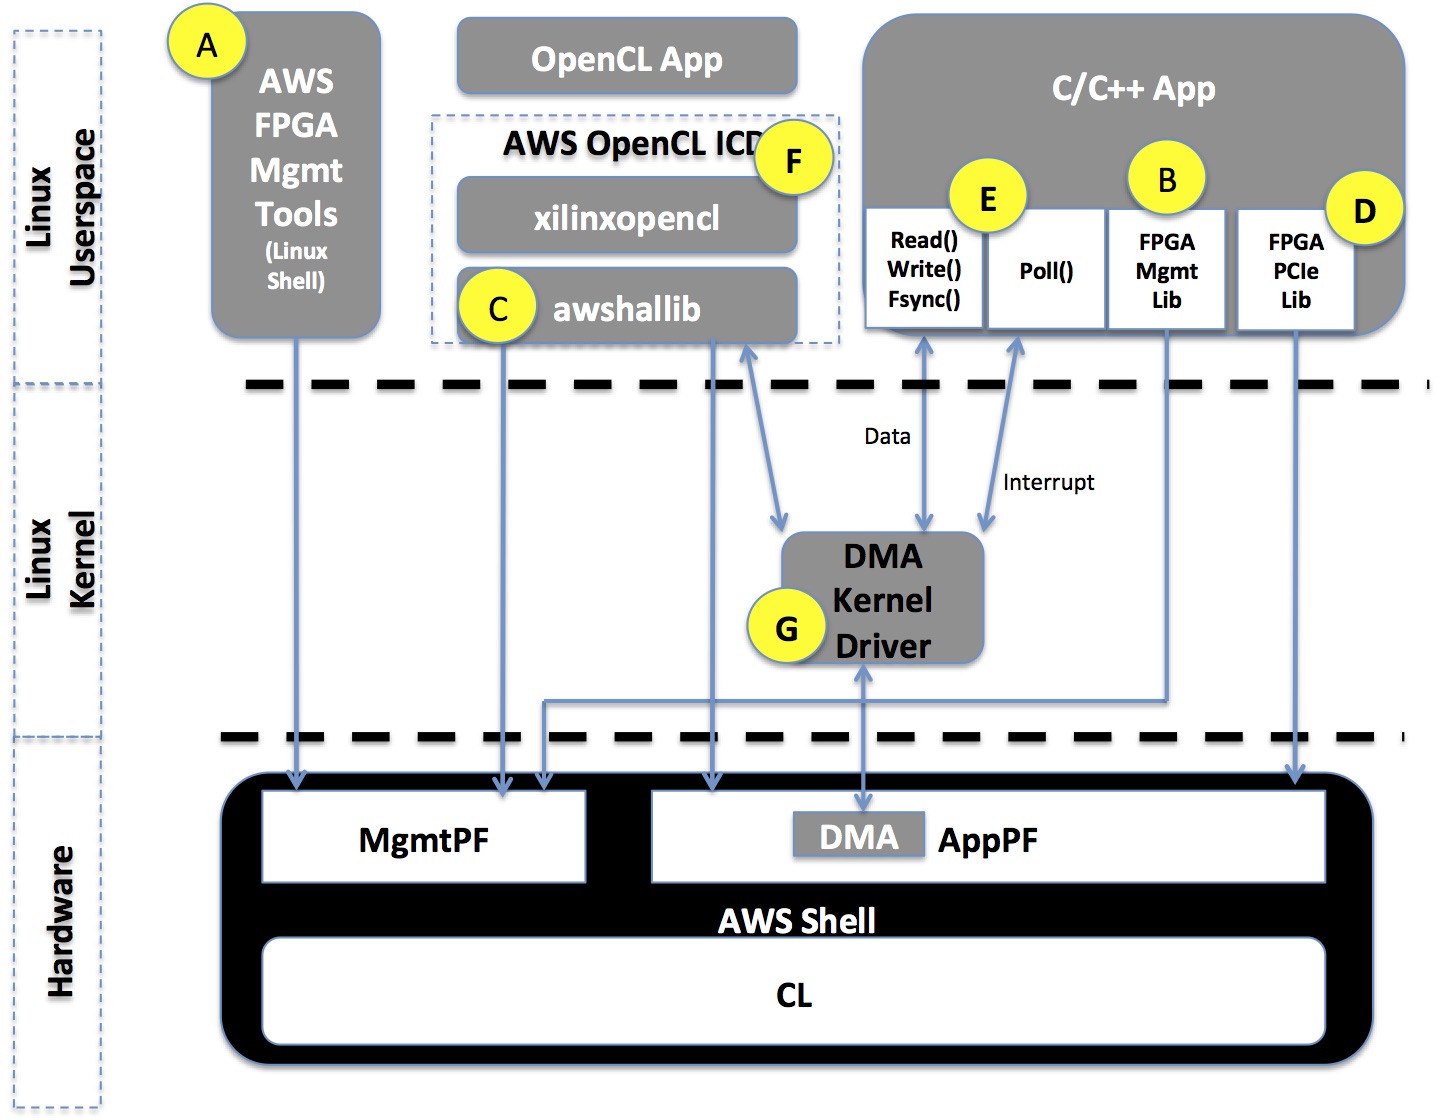 Linux
Userspace
Linux
Kernel
Hardware
A
AWS
FPGA
Mgmt
Tools
(Linux
Shell)
OpenCL App
AWS OpenCL ICD
F
xilinxopencl
C
awshallib
C/C++ App
E
B
D
Read()
Write()
Fsync()
Poll()
FPGA
Mgmt
Lib
FPGA
PCIe
Lib
Data
Interrupt
DMA
Kernel
Driver
G
MgmtPF
DMA
AppPF
AWS Shell
CL